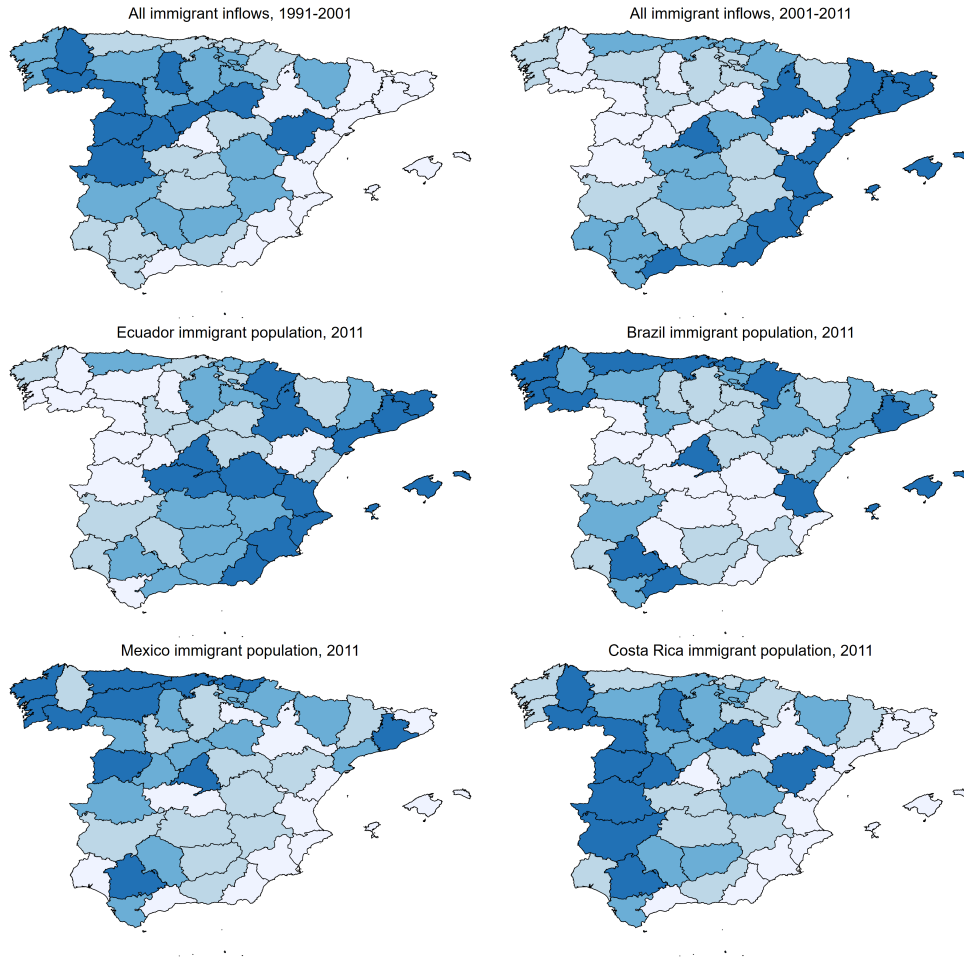 All immigrant inflows, 1991-2001
All immigrant inflows, 2001-2011
Ecuador immigrant population, 2011
Brazil immigrant population, 2011
Mexico immigrant population, 2011
Costa Rica immigrant population, 2011